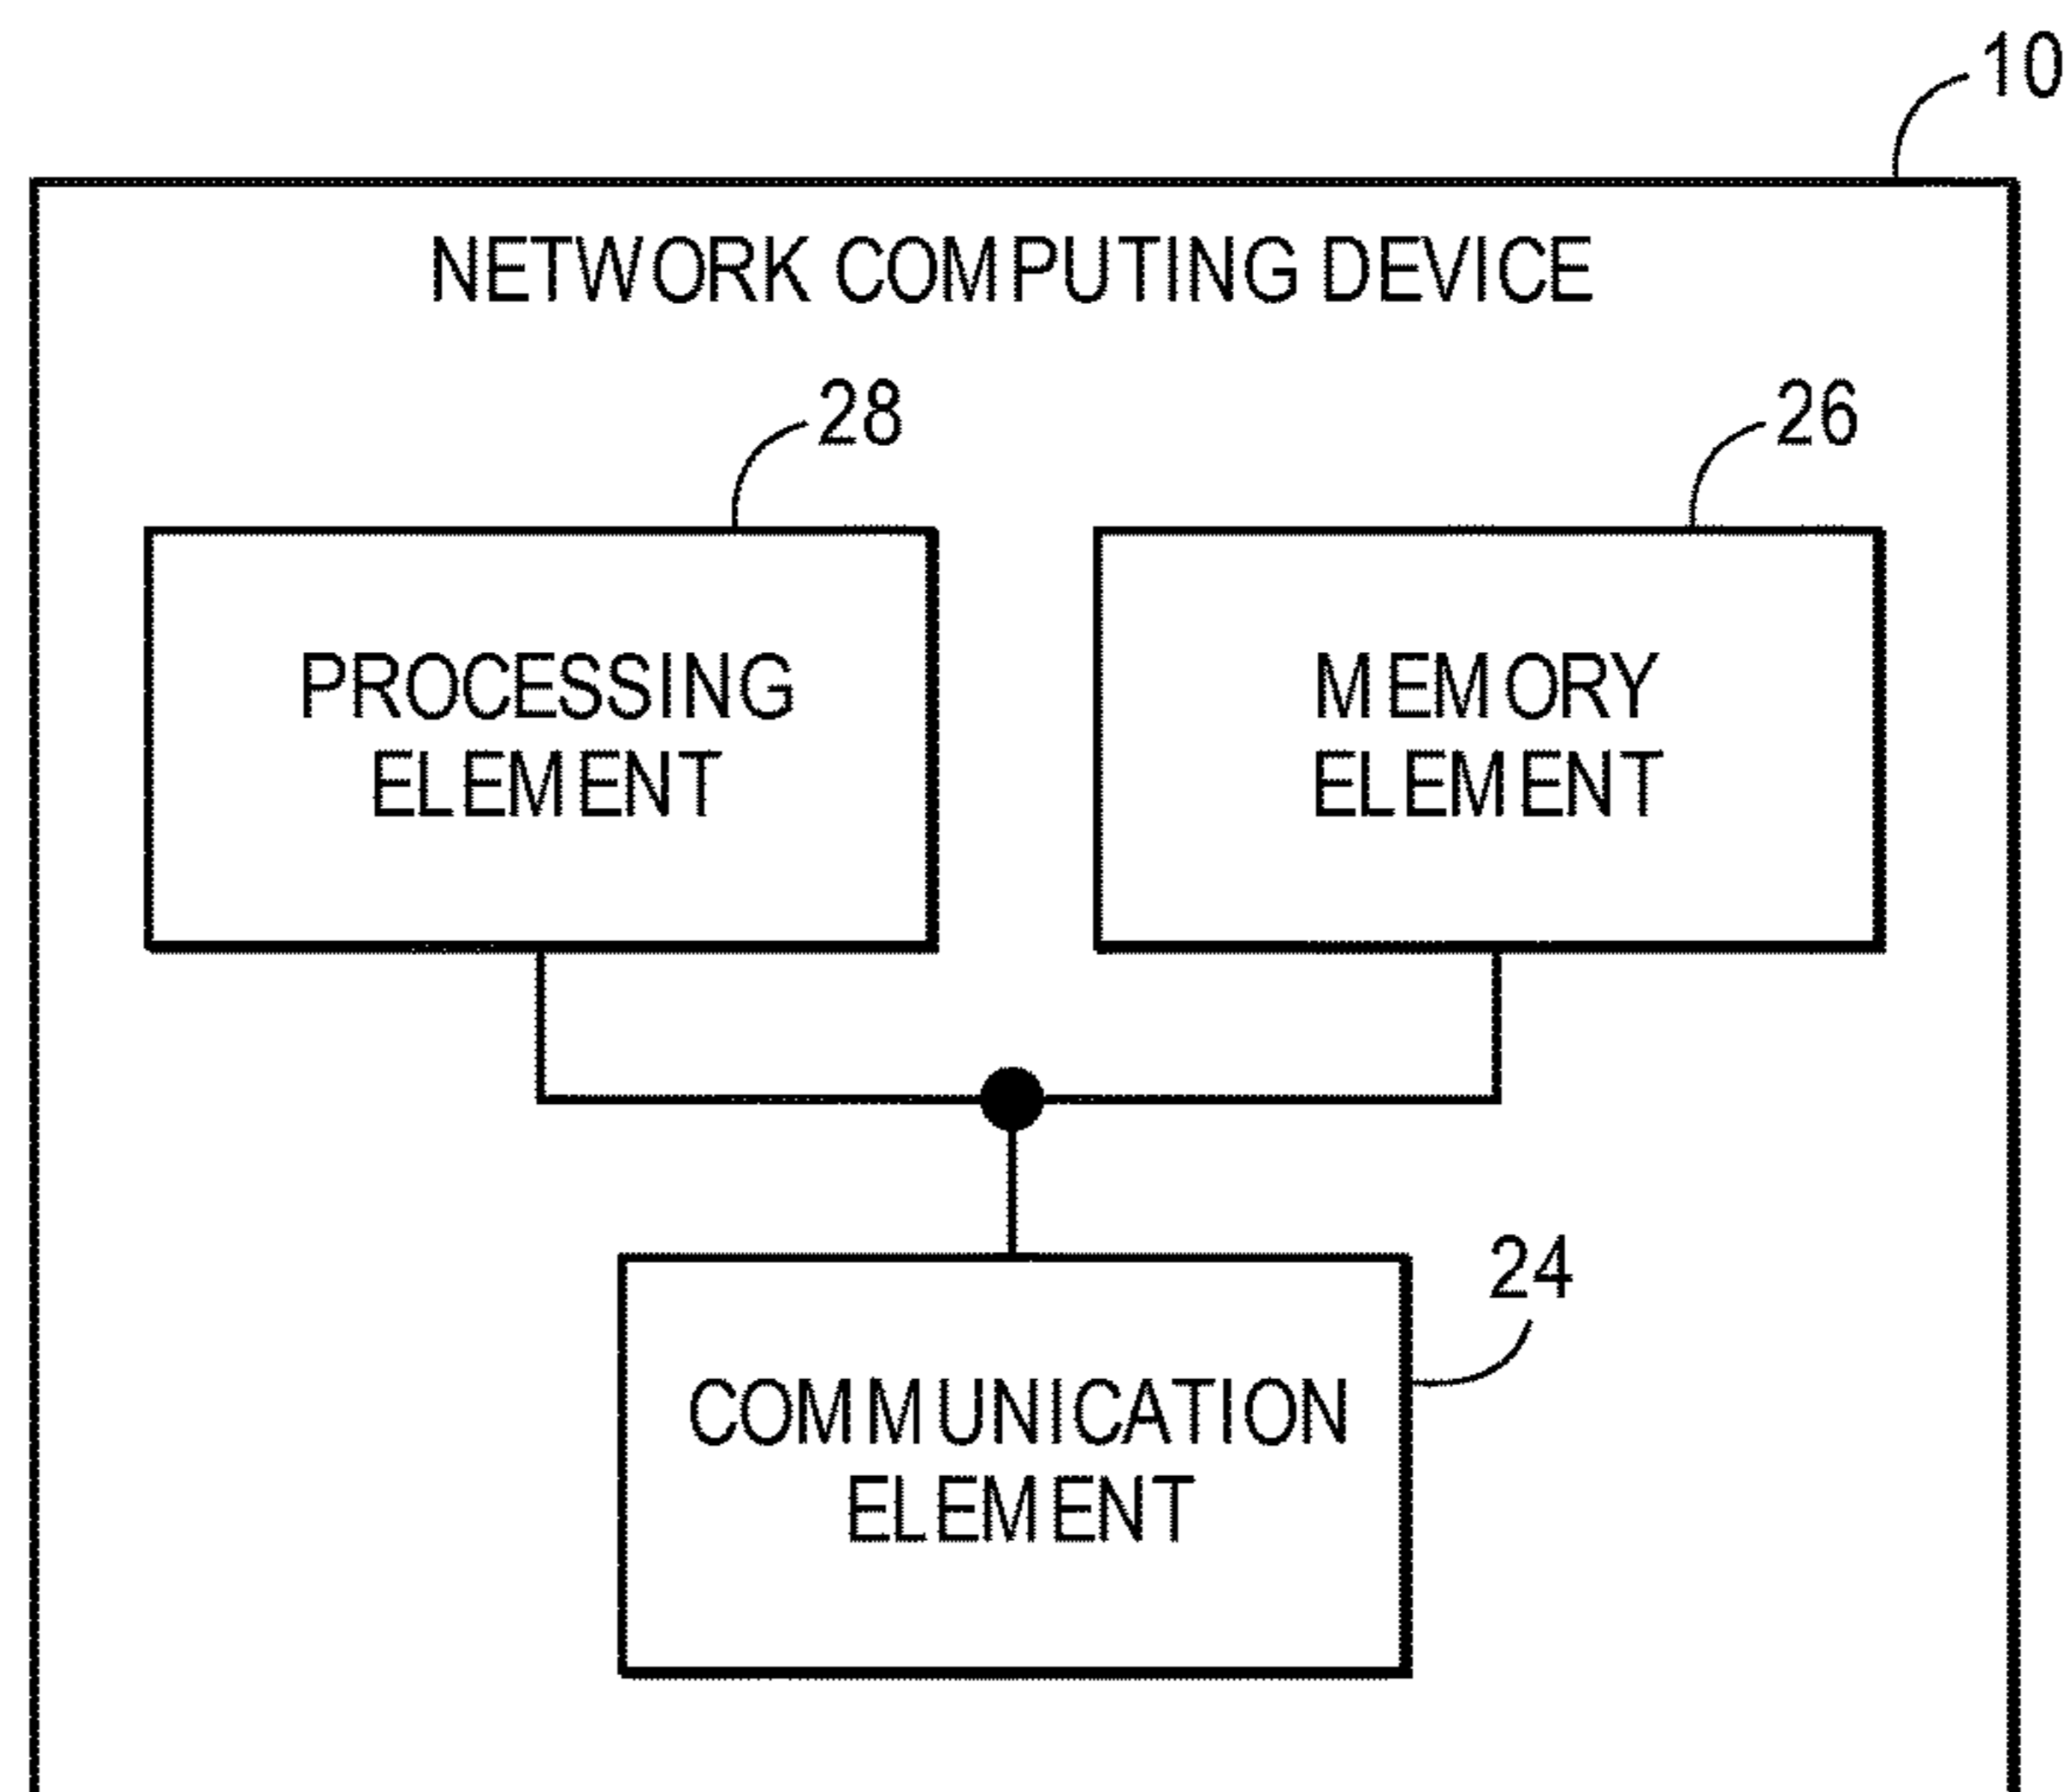 10
NETWORK COMPUTING DEVICE
28
26
PROCESSING
ELEMENT
MEMORY
ELEMENT
24
COMMUNICATION
ELEMENT